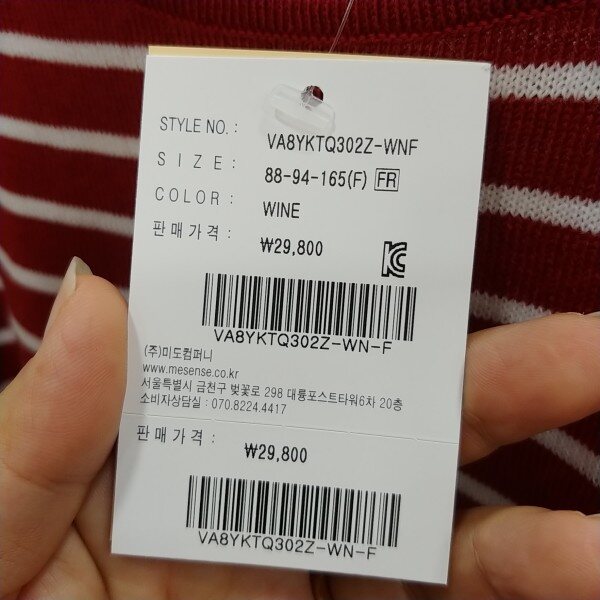 STYLE NO. : VA8YKTQ302Z-WNF
SIZE : 88-94-165(F) FR
COLOR : WINE
판매가격 : ₩29,800
KC
VA8YKTQ302Z-WN-F
(주)미도컴퍼니
www.mesense.co.kr
서울특별시 금천구 벚꽃로 298 대륭포스트타워6차 20층
소비자상담실 : 070.8224.4417
판매가격 : ₩29,800
VA8YKTQ302Z-WN-F